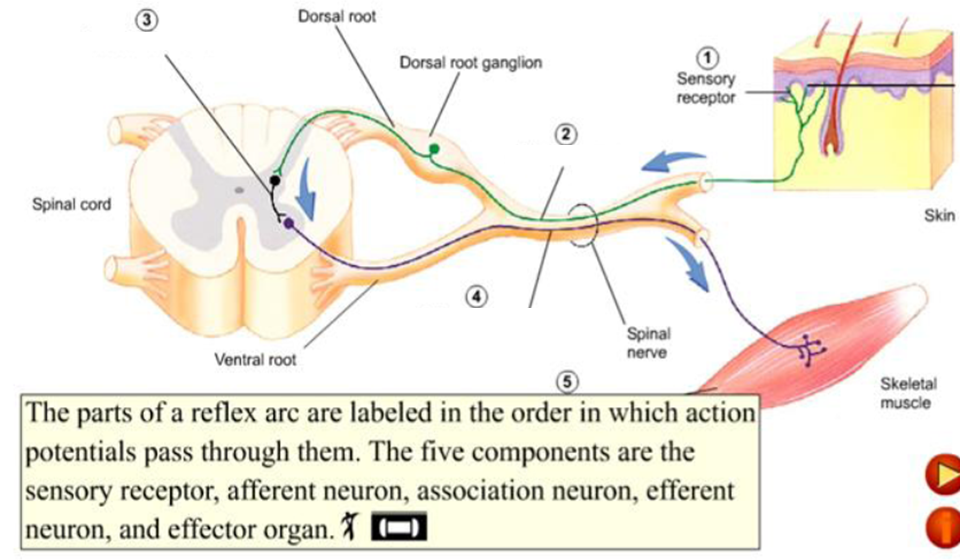 ③
Dorsal root
Dorsal root ganglion
①
Sensory
receptor
②
Spinal cord
Skin
④
Spinal
nerve
Ventral root
⑤
Skeletal
muscle
The parts of a reflex arc are labeled in the order in which action
potentials pass through them. The five components are the
sensory receptor, afferent neuron, association neuron, efferent
neuron, and effector organ.